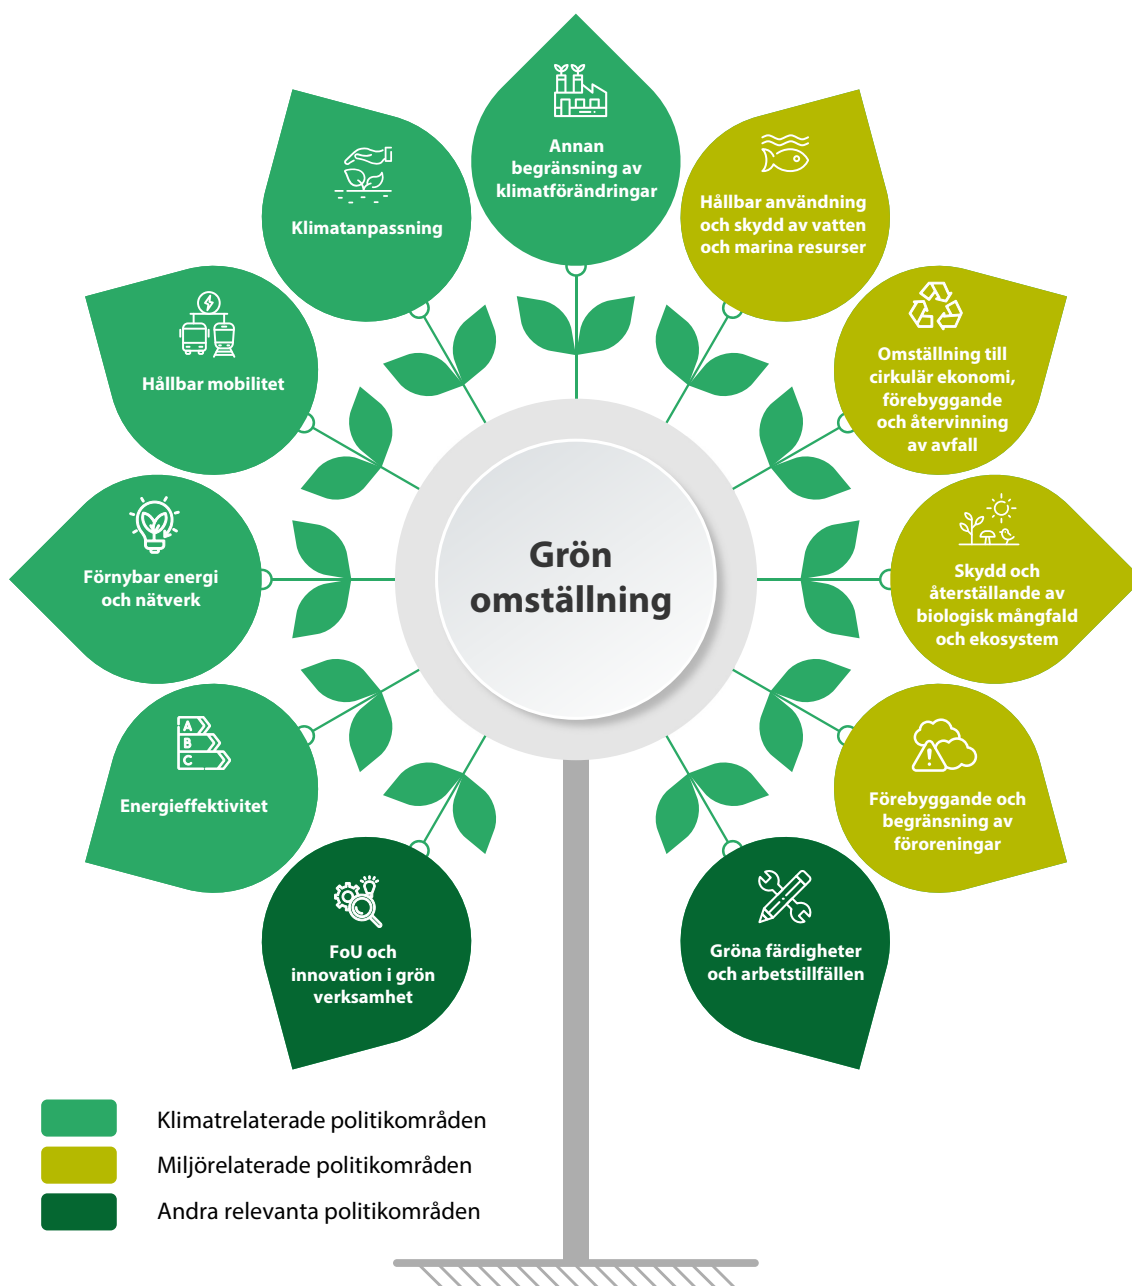 Annan
begränsning av
klimatförändringar
Klimatanpassning
Hållbar användning
och skydd av vatten
och marina resurser
Hållbar mobilitet
Omställning till
cirkulär ekonomi,
förebyggande
och återvinning
av avfall
Förnybar energi
och nätverk
Grön
omställning
Skydd och
återställande av
biologisk mångfald
och ekosystem
A
B
C
Energieffektivitet
Förebyggande och
begränsning av
föroreningar
FoU och
innovation i grön
verksamhet
Gröna färdigheter
och arbetstillfällen
Klimatrelaterade politikområden
Miljörelaterade politikområden
Andra relevanta politikområden